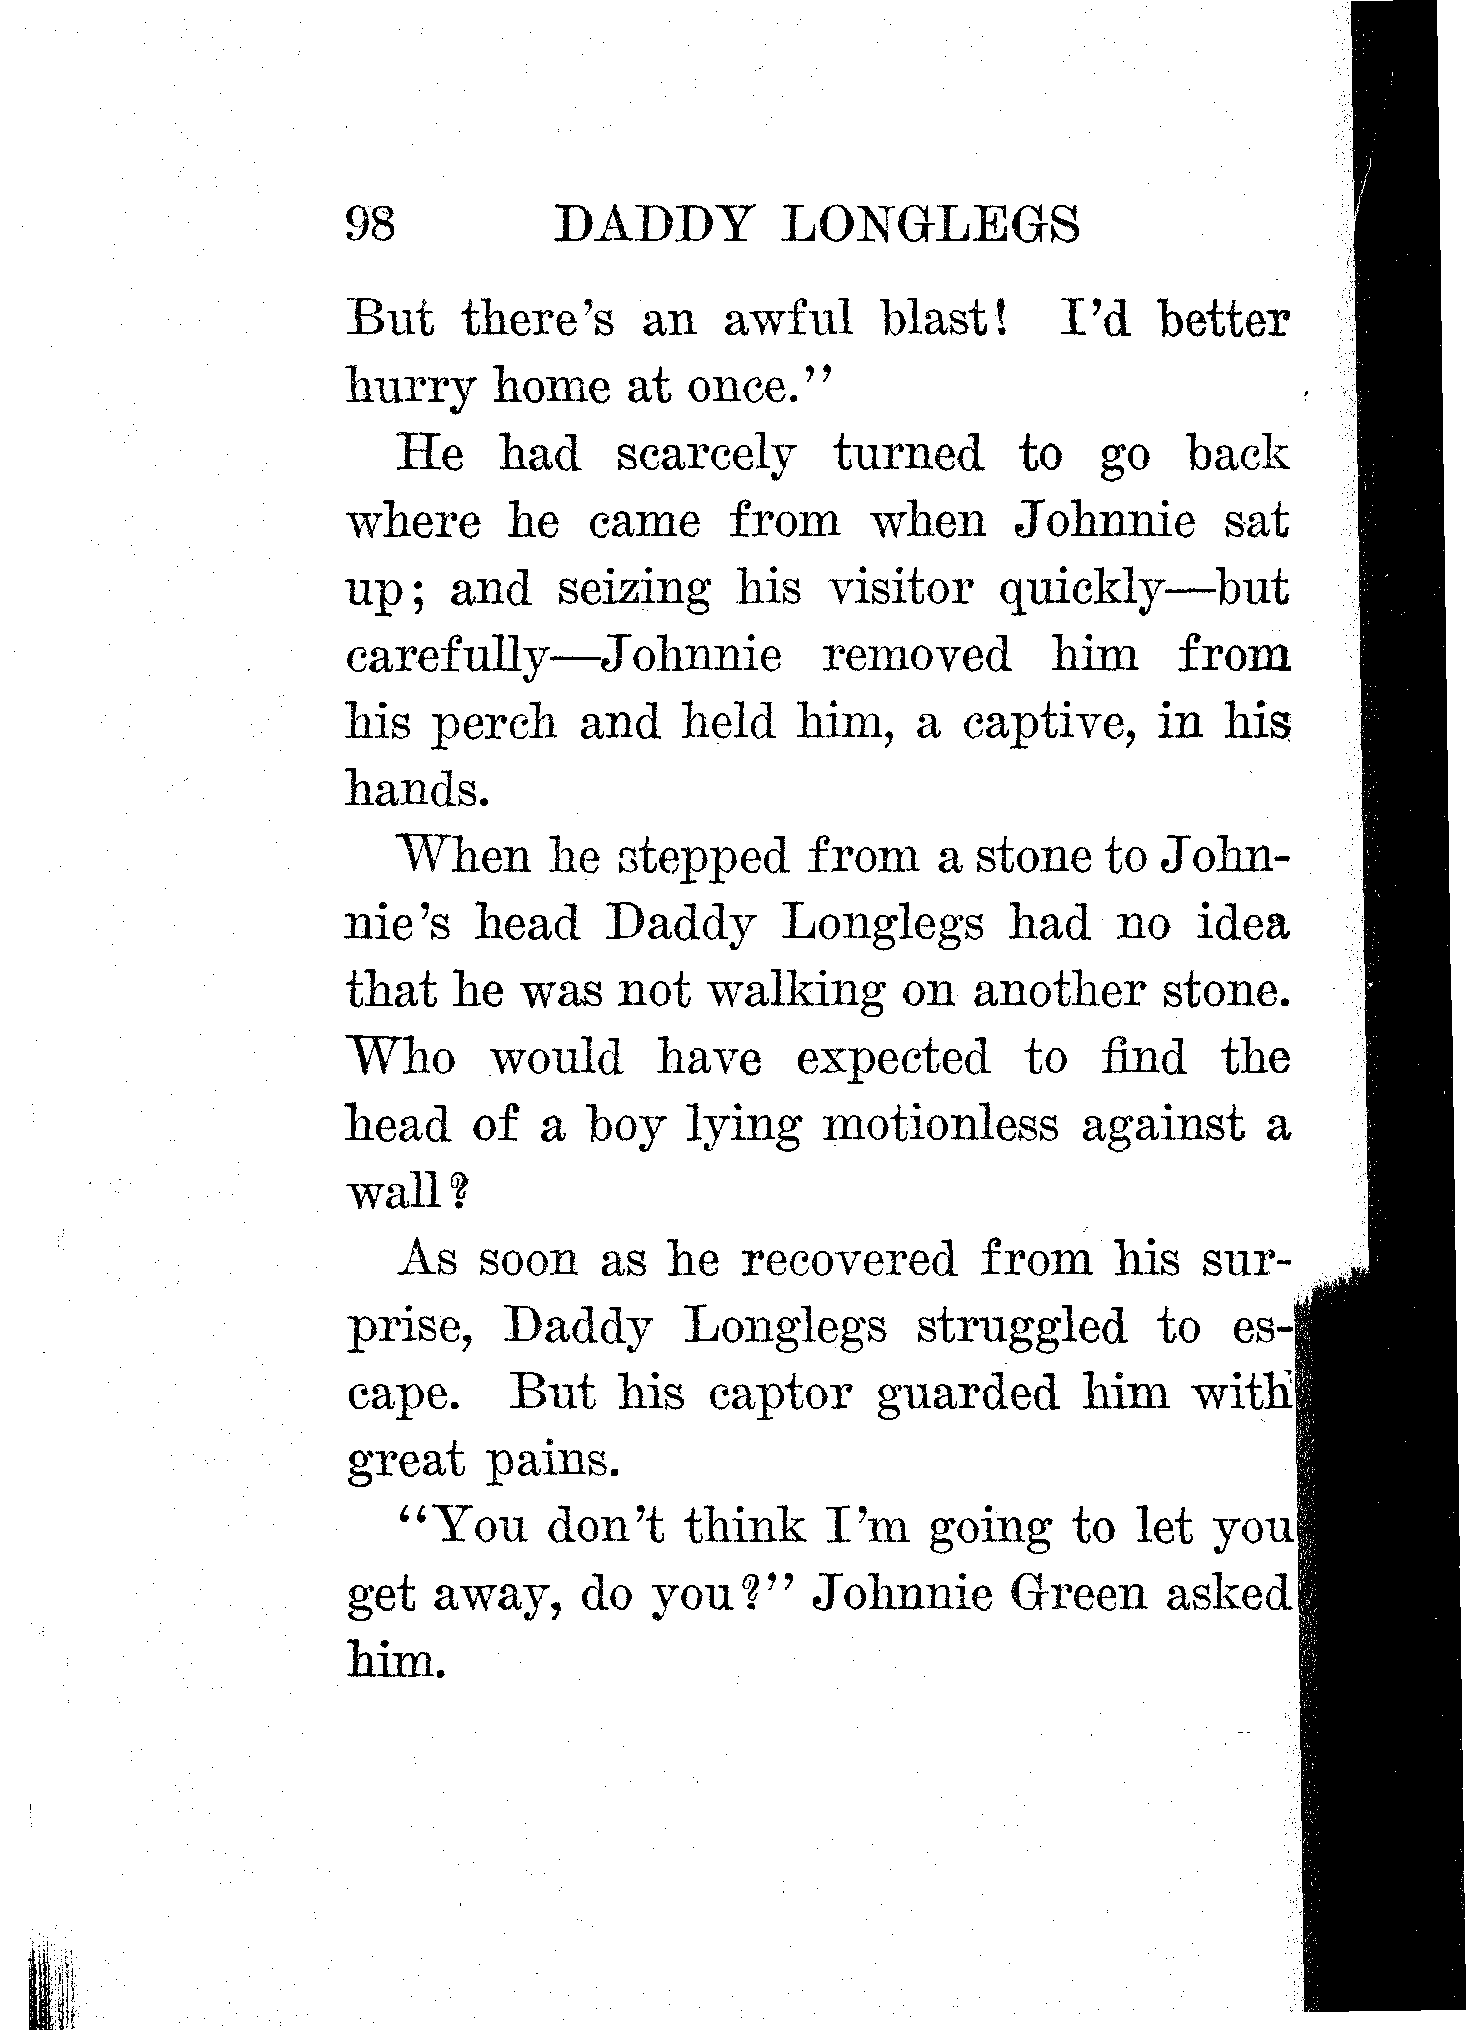 98 DADDY LONGLEGS
But there's an awful blast! I'd better
hurry home at once."
He had scarcely turned to go back
where he came from when Johnnie sat
up; and seizing his visitor quickly—but
carefully—Johnnie removed him from
his perch and held him, a captive, in his
hands.
When he stepped from a stone to John-
nie's head Daddy Longlegs had no idea
that he was not walking on another stone.
Who would have expected to find the
head of a boy lying motionless against a
wall?
As soon as he recovered from his sur-
prise, Daddy Longlegs struggled to es-
cape. But his captor guarded him with
great pains.
"You don't think I'm going to let you
get away, do you?" Johnnie Green asked
him.